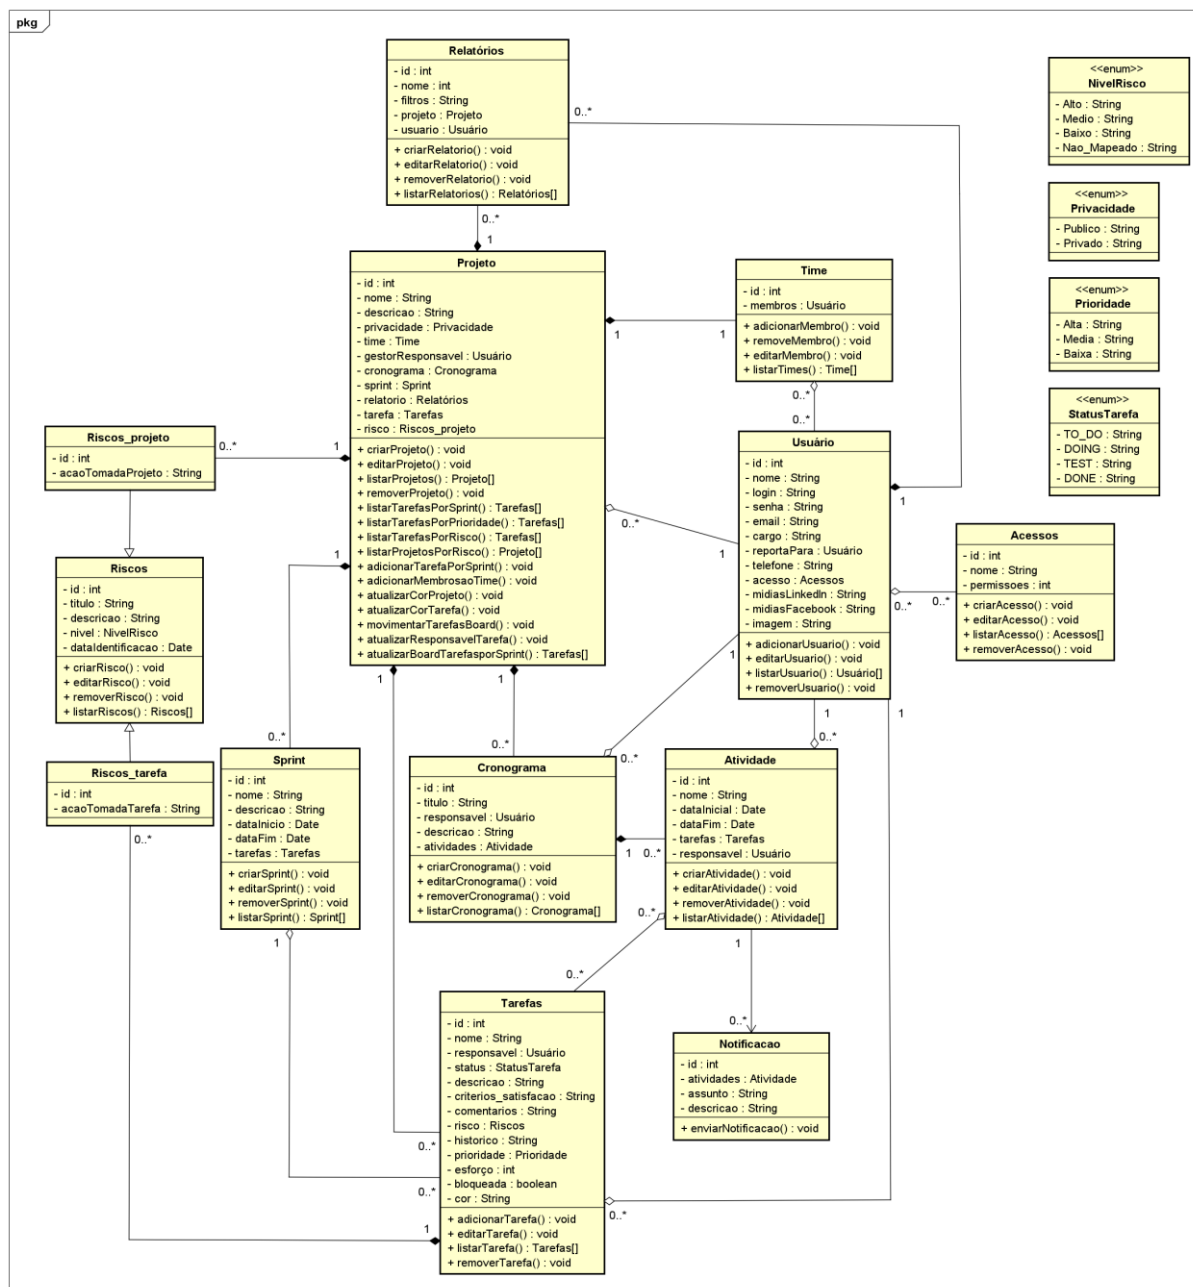 pkg
Relatórios
- id : int
- nome : int
- filtros : String
- projeto : Projeto
- usuario : Usuário
+ criarRelatorio() : void
+ editarRelatorio() : void
+ removerRelatorio() : void
+ listarRelatorios() : Relatórios[]
0..*
0..*
1
<<enum>>
NivelRisco
- Alto : String
- Medio : String
- Baixo : String
- Nao_Mapeado : String
<<enum>>
Privacidade
- Publico : String
- Privado : String
<<enum>>
Prioridade
- Alta : String
- Media : String
- Baixa : String
<<enum>>
StatusTarefa
- TO_DO : String
- DOING : String
- TEST : String
- DONE : String
Projeto
- id : int
- nome : String
- descricao : String
- privacidade : Privacidade
- time : Time
- gestorResponsavel : Usuário
- cronograma : Cronograma
- sprint : Sprint
- relatorio : Relatórios
- tarefa : Tarefas
- risco : Riscos_projeto
+ criarProjeto() : void
+ editarProjeto() : void
+ listarProjetos() : Projeto[]
+ removerProjeto() : void
+ listarTarefasPorSprint() : Tarefas[]
+ listarTarefasPorPrioridade() : Tarefas[]
+ listarTarefasPorRisco() : Tarefas[]
+ listarProjetosPorRisco() : Projeto[]
+ adicionarTarefaPorSprint() : void
+ adicionarMembrosaoTime() : void
+ atualizarCorProjeto() : void
+ atualizarCorTarefa() : void
+ movimentarTarefasBoard() : void
+ atualizarResponsavelTarefa() : void
+ atualizarBoardTarefasporSprint() : Tarefas[]
1
1
Time
- id : int
- membros : Usuário
+ adicionarMembro() : void
+ removeMembro() : void
+ editarMembro() : void
+ listarTimes() : Time[]
0..*
0..*
Usuário
- id : int
- nome : String
- login : String
- senha : String
- email : String
- cargo : String
- reportaPara : Usuário
- telefone : String
- acesso : Acessos
- midiasLinkedIn : String
- midiasFacebook : String
- imagem : String
+ adicionarUsuario() : void
+ editarUsuario() : void
+ listarUsuario() : Usuário[]
+ removerUsuario() : void
1
0..*
1
0..*
0..*
Acessos
- id : int
- nome : String
- permissoes : int
+ criarAcesso() : void
+ editarAcesso() : void
+ listarAcesso() : Acessos[]
+ removerAcesso() : void
Riscos_projeto
- id : int
- acaoTomadaProjeto : String
0..*
1
1
Riscos
- id : int
- titulo : String
- descricao : String
- nivel : NivelRisco
- dataIdentificacao : Date
+ criarRisco() : void
+ editarRisco() : void
+ removerRisco() : void
+ listarRiscos() : Riscos[]
Riscos_tarefa
- id : int
- acaoTomadaTarefa : String
0..*
0..*
Sprint
- id : int
- nome : String
- descricao : String
- dataInicio : Date
- dataFim : Date
- tarefas : Tarefas
+ criarSprint() : void
+ editarSprint() : void
+ removerSprint() : void
+ listarSprint() : Sprint[]
1
1
1
0..*
Cronograma
- id : int
- titulo : String
- responsavel : Usuário
- descricao : String
- atividades : Atividade
+ criarCronograma() : void
+ editarCronograma() : void
+ removerCronograma() : void
+ listarCronograma() : Cronograma[]
1
0..*
1
0..*
1
0..*
1
Atividade
- id : int
- nome : String
- dataInicial : Date
- dataFim : Date
- tarefas : Tarefas
- responsavel : Usuário
+ criarAtividade() : void
+ editarAtividade() : void
+ removerAtividade() : void
+ listarAtividade() : Atividade[]
0..*
0..*
1
0..*
Notificacao
- id : int
- atividades : Atividade
- assunto : String
- descricao : String
+ enviarNotificacao() : void
Tarefas
- id : int
- nome : String
- responsavel : Usuário
- status : StatusTarefa
- descricao : String
- criterios_satisfacao : String
- comentarios : String
- risco : Riscos
- historico : String
- prioridade : Prioridade
- esforço : int
- bloqueada : boolean
- cor : String
+ adicionarTarefa() : void
+ editarTarefa() : void
+ listarTarefa() : Tarefas[]
+ removerTarefa() : void
0..*
0..*
1
0..*